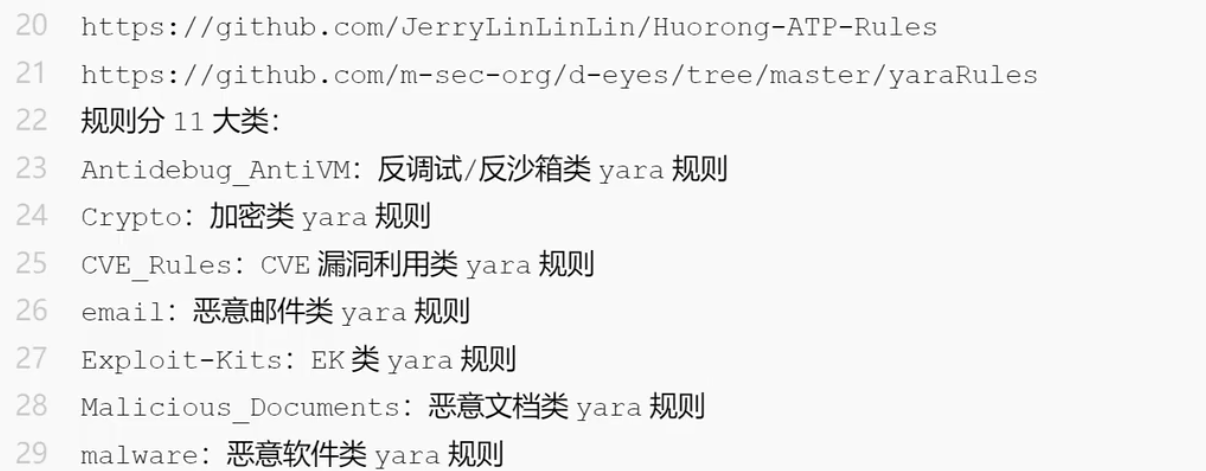 20 https://github.com/JerryLinLinLin/Huorong-ATP-Rules
21 https://github.com/m-sec-org/d-eyes/tree/master/yaraRules
22 规则分 11 大类：
23 Antidebug_AntiVM：反调试/反沙箱类 yara 规则
24 Crypto：加密类 yara 规则
25 CVE_Rules：CVE 漏洞利用类 yara 规则
26 email：恶意邮件类 yara 规则
27 Exploit-Kits：EK 类 yara 规则
28 Malicious_Documents：恶意文档类 yara 规则
29 malware：恶意软件类 yara 规则